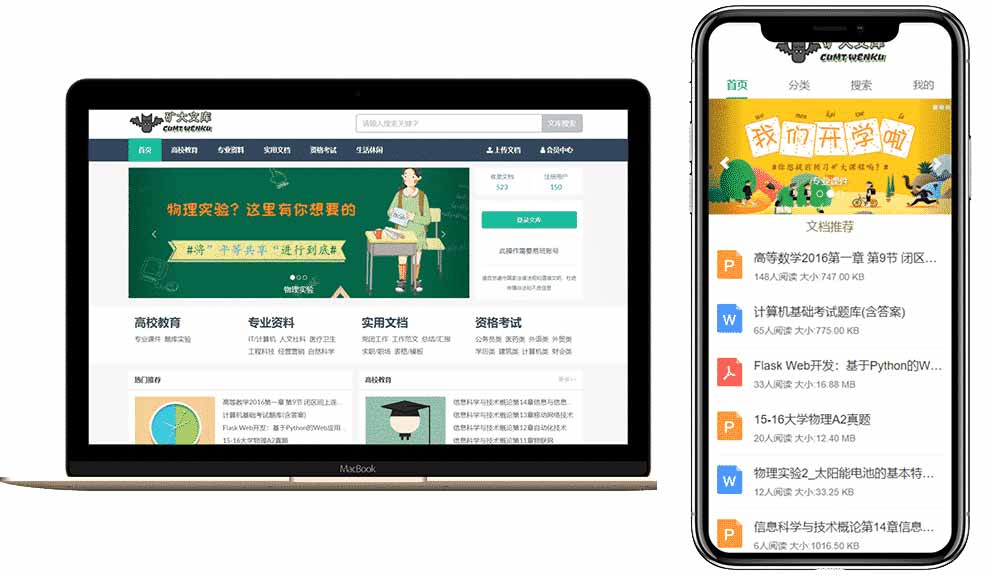 矿大文库
CUMT WENKU
请输入搜索关键字
文库搜索
首页
高校教育
专业资料
实用文档
资格考试
生活休闲
上传文档
会员中心
物理实验？这里有你想要的
#将”年等共享“进行到底#
物理实验
收录文档
注册用户
523
150
登录文库
此操作需要易班账号
高校教育
专业资料
实用文档
资格考试
专业课件 题库实验
IT/计算机 人文社科 医疗卫生
党团工作 工作范文 总结/汇报
公务员类 医药类 外语类 外贸类
工程科技 经营营销 自然科学
求职/职场 表格/模板
学历类 建筑类 计算机类 财会类
热门推荐
高等数学2016第一章 第9节 闭区间上连...
计算机基础考试题库(含答案)
Flask Web开发：基于Python的Web应用...
15-16大学物理A2真题
高校教育
更多>>
信息科学与技术概论第14章信息与信息...
信息科学与技术概论第13章移动网络技术
信息科学与技术概论第12章自动化技术
信息科学与技术概论第11章物联网
MacBook
矿大文库
CUMT WENKU
首页
分类
搜索
我的
我们开学啦
#你想提前预习矿大课程吗？
专业课件
文档推荐
P
高等数学2016第一章 第9节 闭区...
148人阅读 大小:747.00 KB
W
计算机基础考试题库(含答案)
65人阅读 大小:775.00 KB
Flask Web开发：基于Python的W...
33人阅读 大小:16.88 MB
P
15-16大学物理A2真题
20人阅读 大小:12.40 MB
W
物理实验2_太阳能电池的基本特...
12人阅读 大小:33.25 KB
P
信息科学与技术概论第14章信息...
6人阅读 大小:1016.50 KB